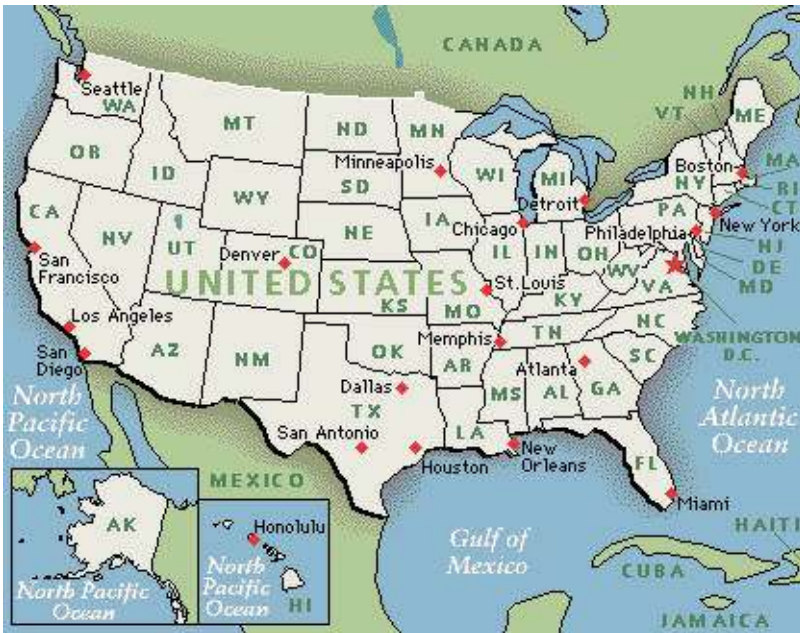 CANADA
NH
VT
ME
Seattle
WA
MT
ND
MN
OR
ID
Minneapolis
WI
MI
Boston
MA
NY
RI
SD
WY
Detroit
CT
CA
IA
Chicago
PA
New York
NV
UT
NE
Philadelphia
NJ
Denver
CO
IL
IN
OH
WV
DE
San
Francisco
UNITED STATES
St.Louis
VA
MD
KS
MO
KY
Los Angeles
NC
WASHINGTON
D.C.
TN
Memphis
San
Diego
AZ
NM
OK
AR
SC
Atlanta
North
Pacific
Ocean
Dallas
TX
MS
AL
GA
North
Atlantic
Ocean
San Antonio
LA
Houston
New
Orleans
FL
MEXICO
Miami
AK
Honolulu
Gulf of
Mexico
HAITI
North Pacific
Ocean
North
Pacific
Ocean
HI
CUBA
JAMAICA